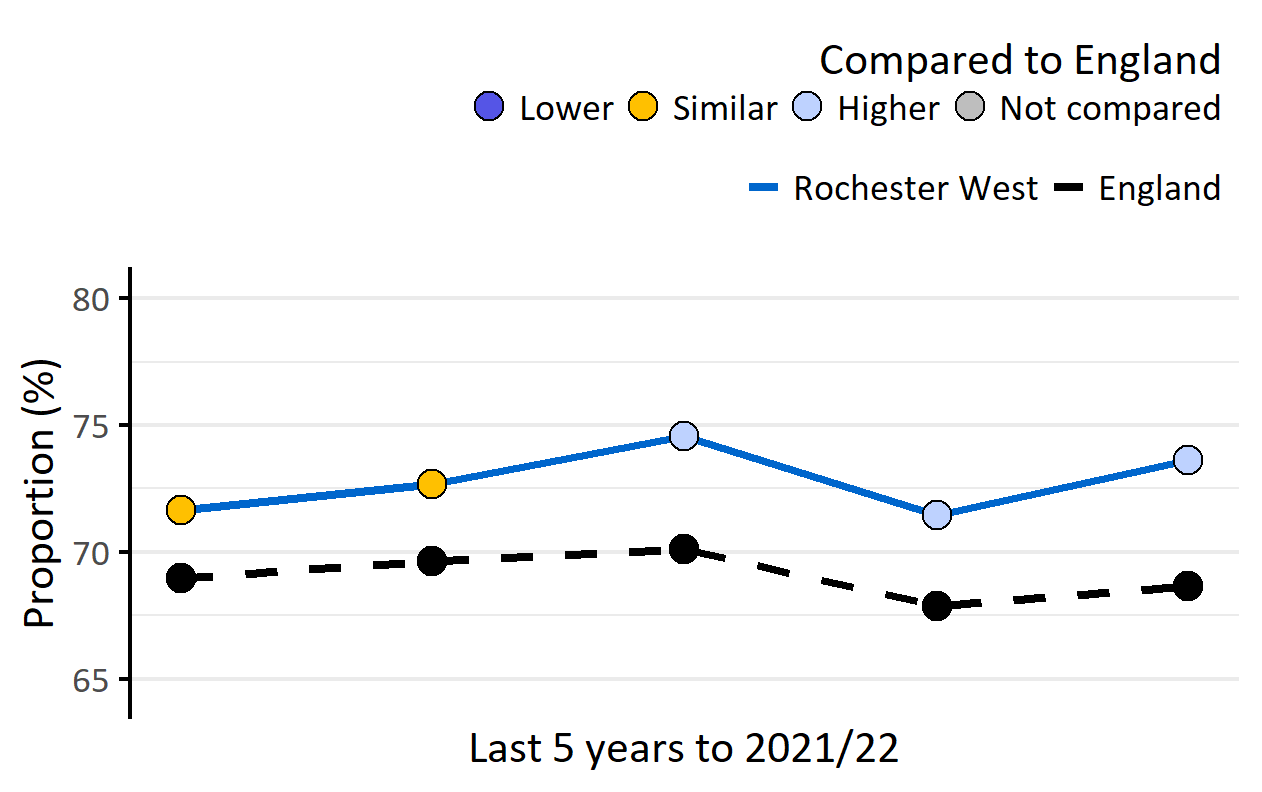 Compared to England
Lower Similar Higher Not compared
Rochester West England
80
75
70
65
Proportion (%)
Last 5 years to 2021/22